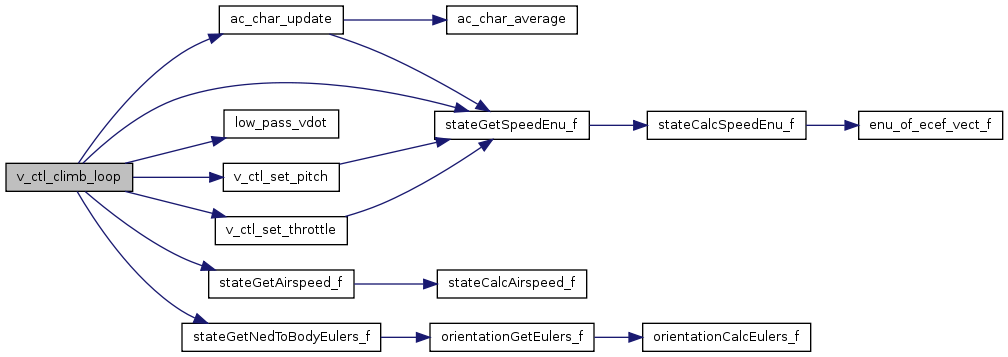 ac_char_update
ac_char_average
low_pass_vdot
stateGetSpeedEnu_f
stateCalcSpeedEnu_f
enu_of_ecef_vect_f
v_ctl_climb_loop
v_ctl_set_pitch
v_ctl_set_throttle
stateGetAirspeed_f
stateCalcAirspeed_f
stateGetNedToBodyEulers_f
orientationGetEulers_f
orientationCalcEulers_f